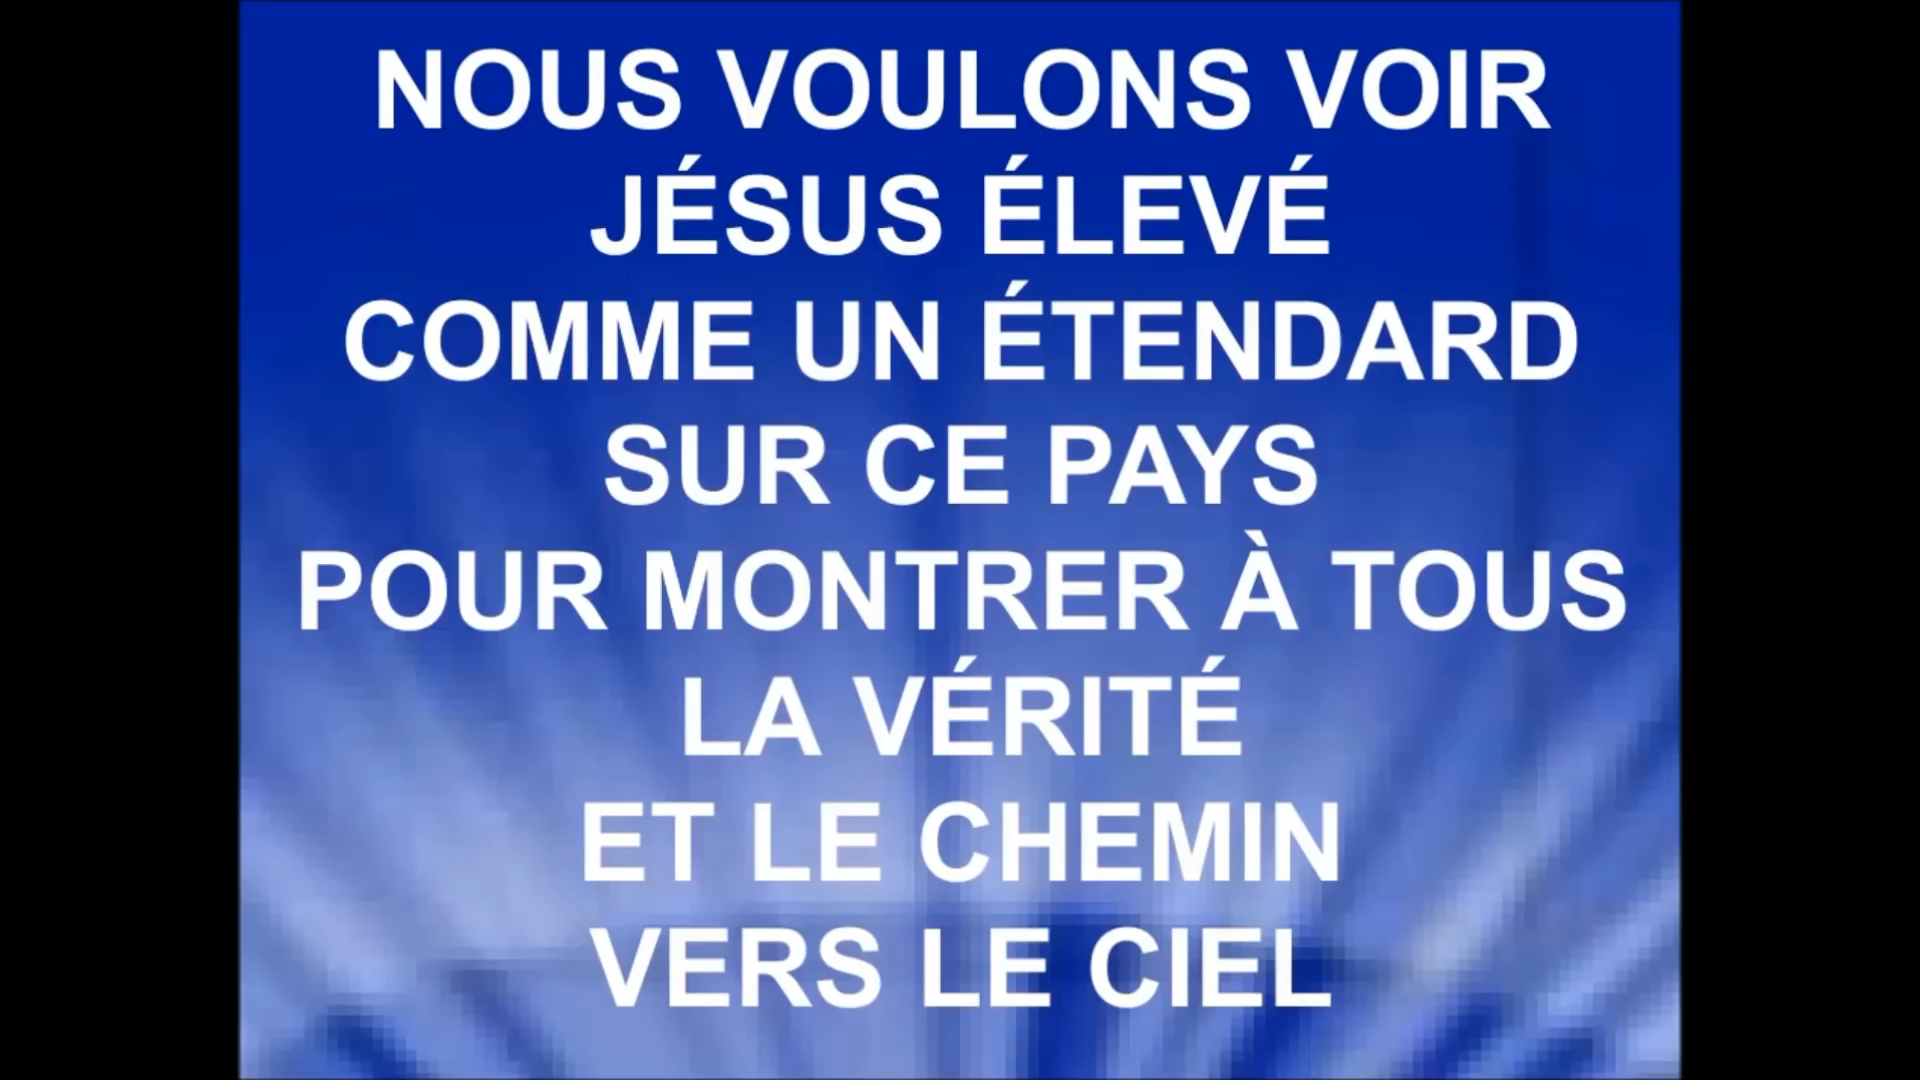 NOUS VOULONS VOIR
JÉSUS ÉLEVÉ
COMME UN ÉTENDARD
SUR CE PAYS
POUR MONTRER À TOUS
LA VÉRITÉ
ET LE CHEMIN
VERS LE CIEL